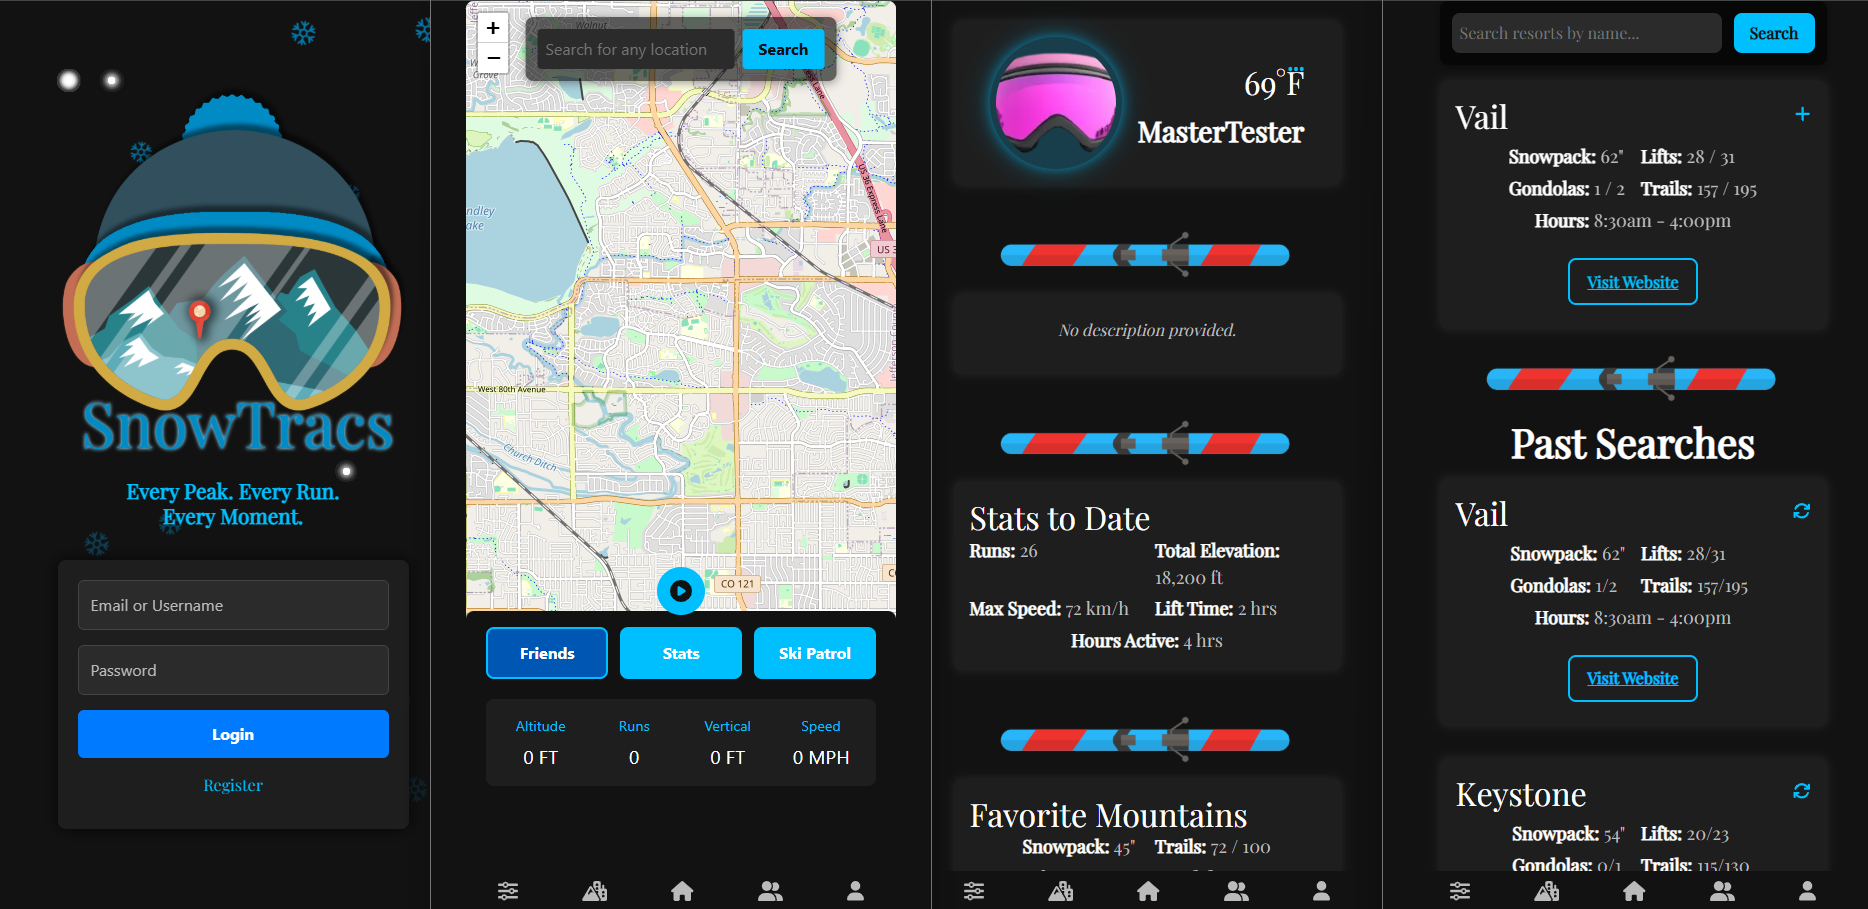 SnowTracs
Every Peak. Every Run.
Every Moment.
Email or Username
Password
Login
Register
+
−
Search for any location
Search
Walnut
Grove
US 36 Express Lane
US 3
West 80th Avenue
Church Ditch
CO 121
Friends
Stats
Ski Patrol
Altitude Runs Vertical Speed
0 FT 0 0 FT 0 MPH
69°F
MasterTester
No description provided.
Stats to Date
Runs: 26 Total Elevation:
18,200 ft
Max Speed: 72 km/h Lift Time: 2 hrs
Hours Active: 4 hrs
Favorite Mountains
Snowpack: 45" Trails: 72 / 100
Search resorts by name...
Search
Vail
+
Snowpack: 62" Lifts: 28 / 31
Gondolas: 1 / 2 Trails: 157 / 195
Hours: 8:30am - 4:00pm
Visit Website
Past Searches
Vail
Snowpack: 62" Lifts: 28/31
Gondolas: 1/2 Trails: 157/195
Hours: 8:30am - 4:00pm
Visit Website
Keystone
Snowpack: 54" Lifts: 20/23
Gondolas: 0/1 Trails: 115/130